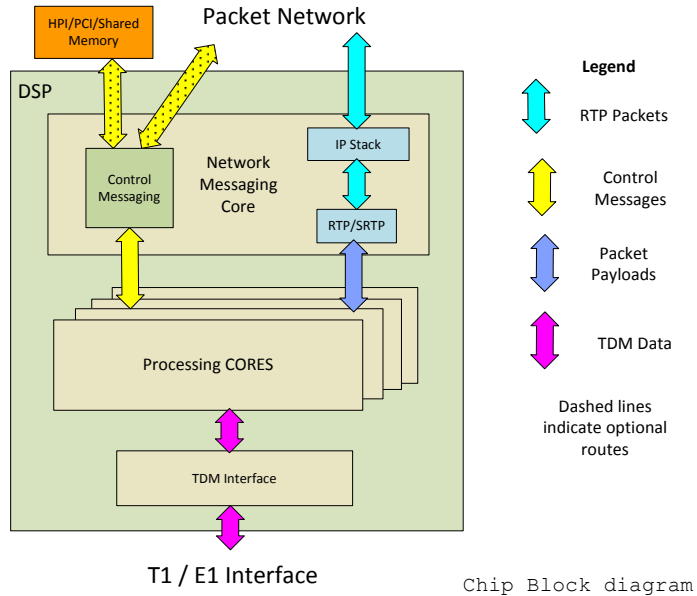 Packet Network
HPI/PCI/Shared
Memory
DSP
IP Stack
Control
Messaging
Network
Messaging
Core
RTP/SRTP
Processing CORES
TDM Interface
T1 / E1 Interface
Legend
RTP Packets
Control
Messages
Packet
Payloads
TDM Data
Dashed lines
indicate optional
routes
Chip Block diagram